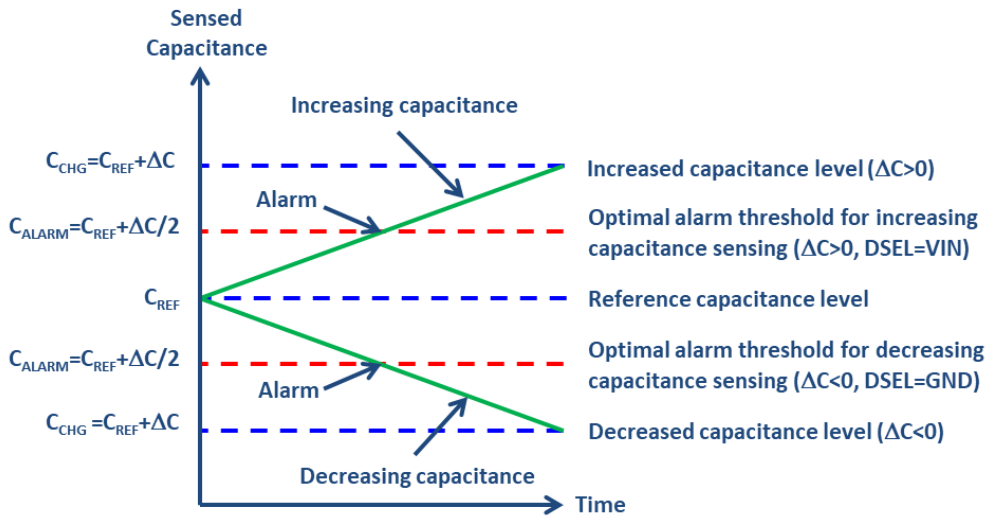 Sensed
Capacitance
Increasing capacitance
C_CHG=C_REF+ΔC
Increased capacitance level (ΔC>0)
Alarm
C_ALARM=C_REF+ΔC/2
Optimal alarm threshold for increasing
capacitance sensing (ΔC>0, DSEL=VIN)
C_REF
Reference capacitance level
C_ALARM=C_REF+ΔC/2
Optimal alarm threshold for decreasing
capacitance sensing (ΔC<0, DSEL=GND)
Alarm
C_CHG =C_REF+ΔC
Decreased capacitance level (ΔC<0)
Decreasing capacitance
Time